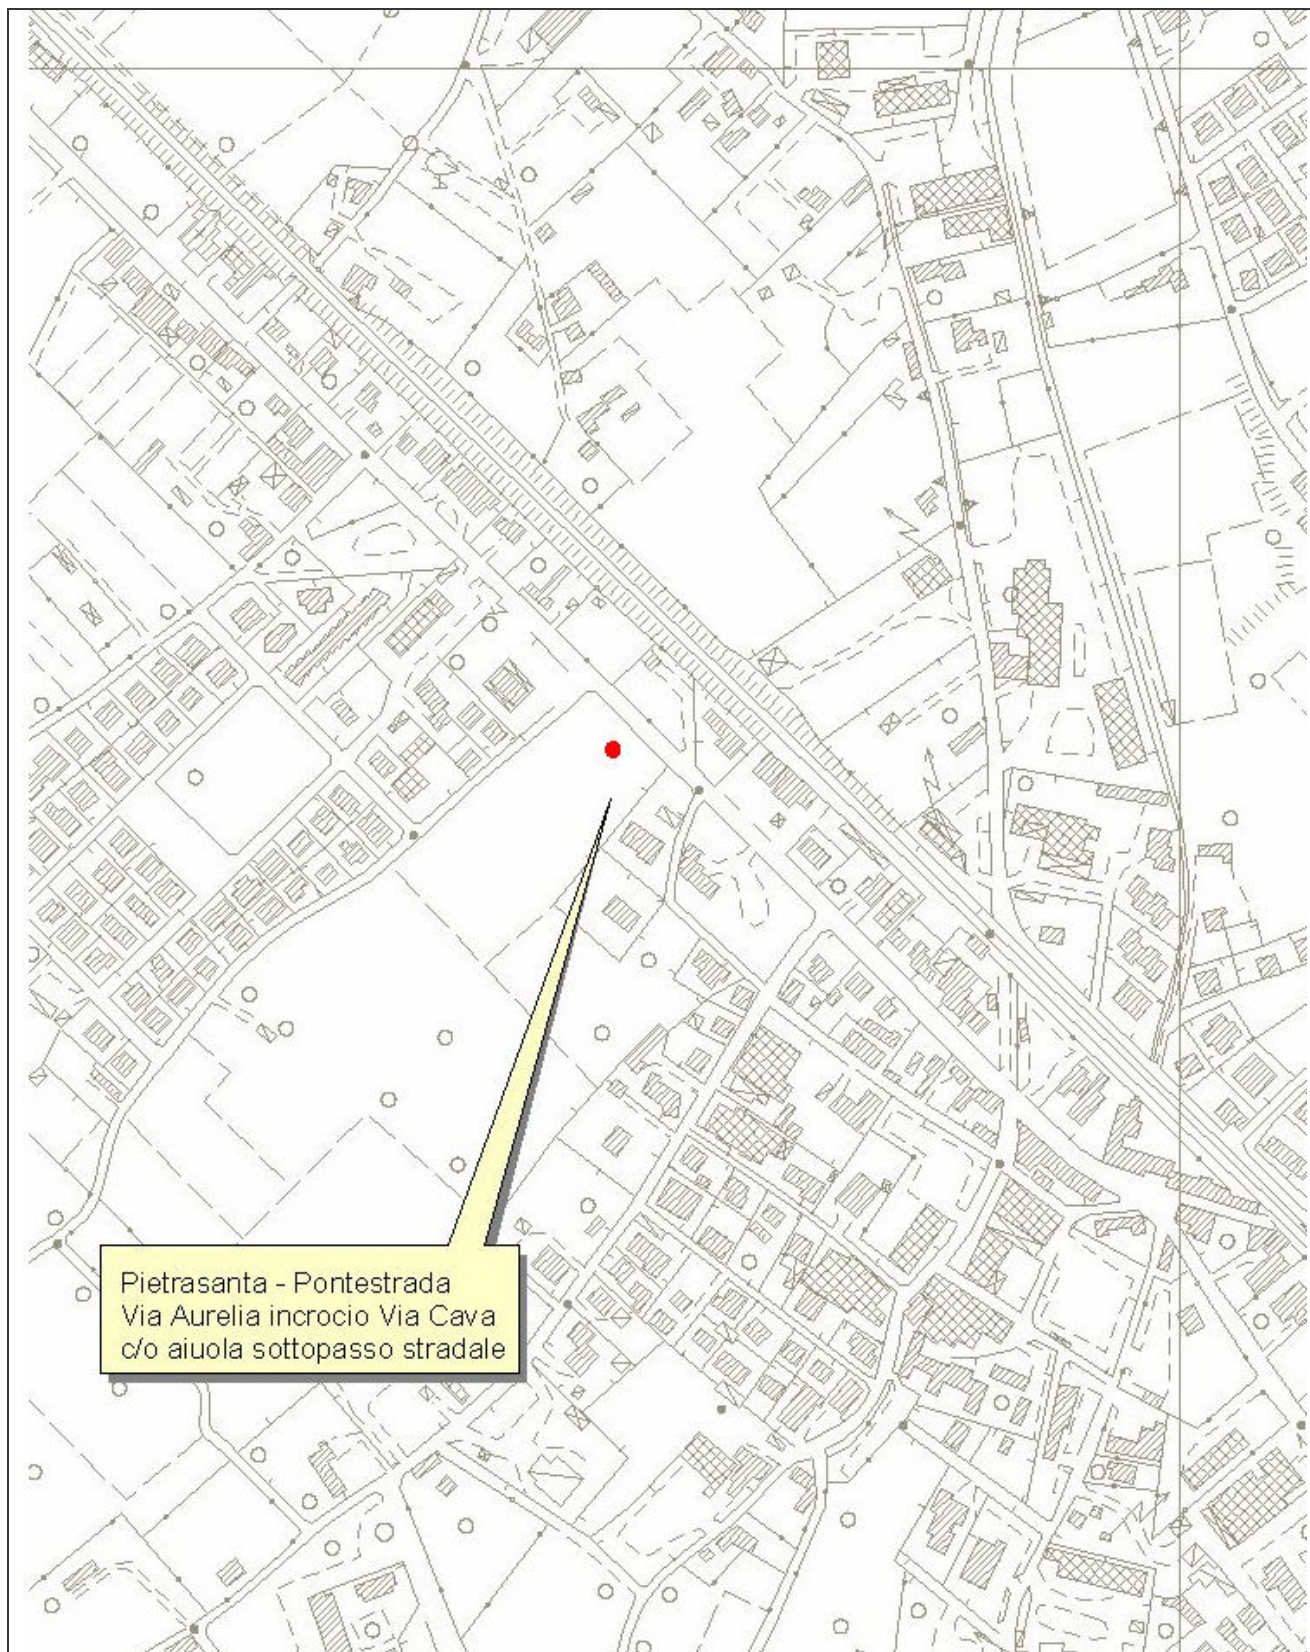 Pietrasanta - Pontestrada
Via Aurelia incrocio Via Cava
c/o aiuola sottopasso stradale